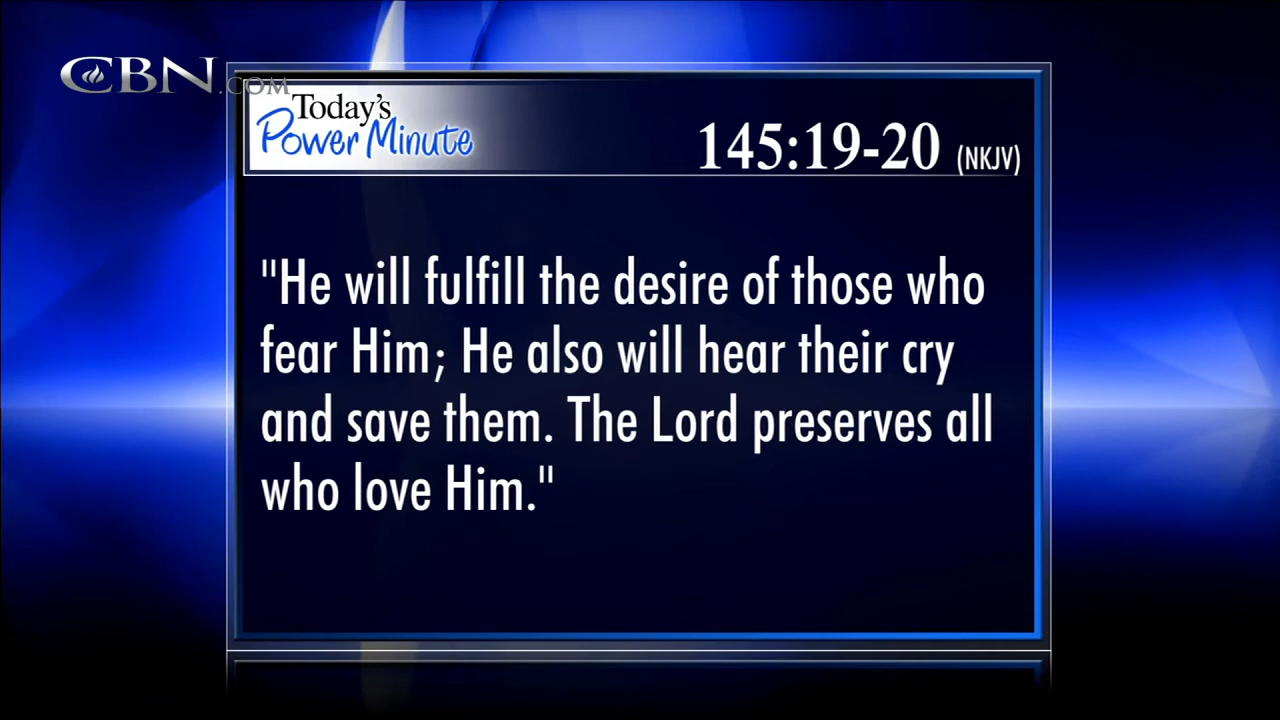 CBN.COM
Today's
Power Minute
145:19-20 (NKJV)
"He will fulfill the desire of those who
fear Him; He also will hear their cry
and save them. The Lord preserves all
who love Him."